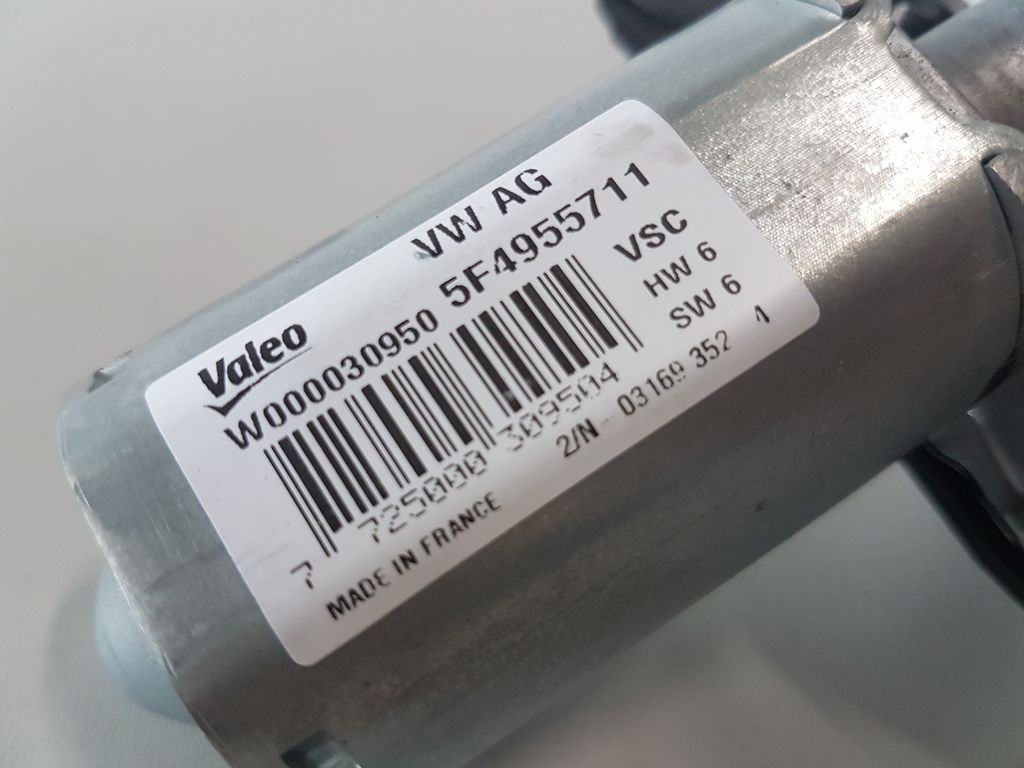 VW AG
Valeo
W000030950 5F4955711
VSC
HW 6
SW 6
7 725000 309504
2/N 03169 352 4
MADE IN FRANCE